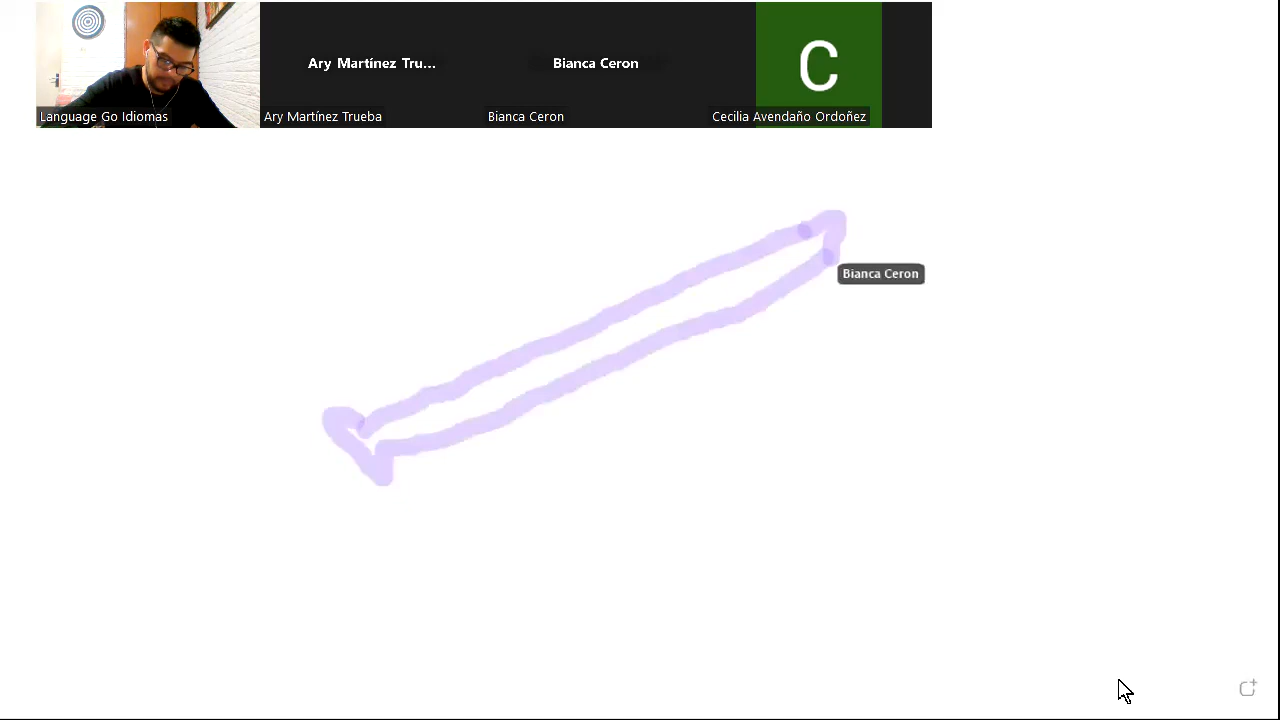 Ary Martínez Tru...
Bianca Ceron
C
Language Go Idiomas
Ary Martínez Trueba
Bianca Ceron
Cecilia Avendaño Ordoñez
Bianca Ceron